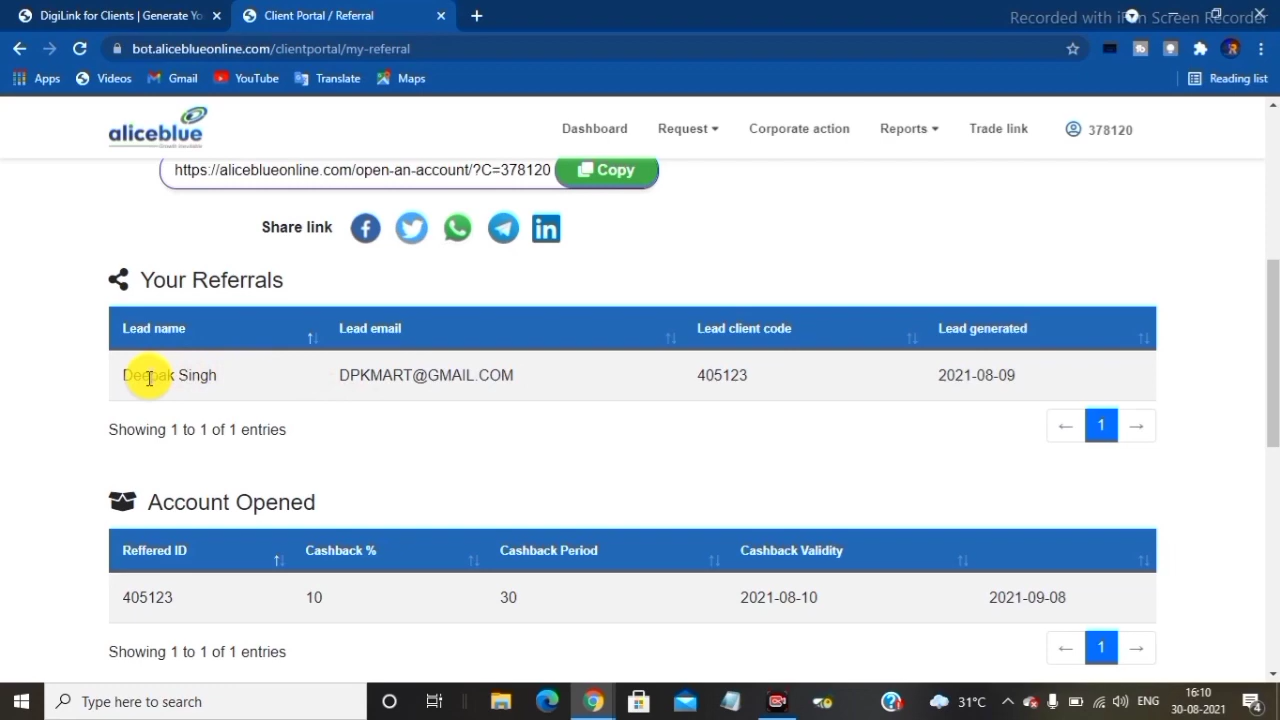 DigiLink for Clients | Generate Yo
Client Portal / Referral
Recorded with iFun Screen Recorder
bot.aliceblueonline.com/clientportal/my-referral
Apps
Videos
Gmail
YouTube
Translate
Maps
Reading list
aliceblue
Dashboard
Request
Corporate action
Reports
Trade link
378120
https://aliceblueonline.com/open-an-account/?C=378120
Copy
Share link
Your Referrals
Lead name Lead email Lead client code Lead generated
Deepak Singh DPKMART@GMAIL.COM 405123 2021-08-09
Showing 1 to 1 of 1 entries
← 1 →
Account Opened
Reffered ID Cashback % Cashback Period Cashback Validity
405123 10 30 2021-08-10 2021-09-08
Showing 1 to 1 of 1 entries
← 1 →
Type here to search
31°C
ENG
16:10
30-08-2021
4